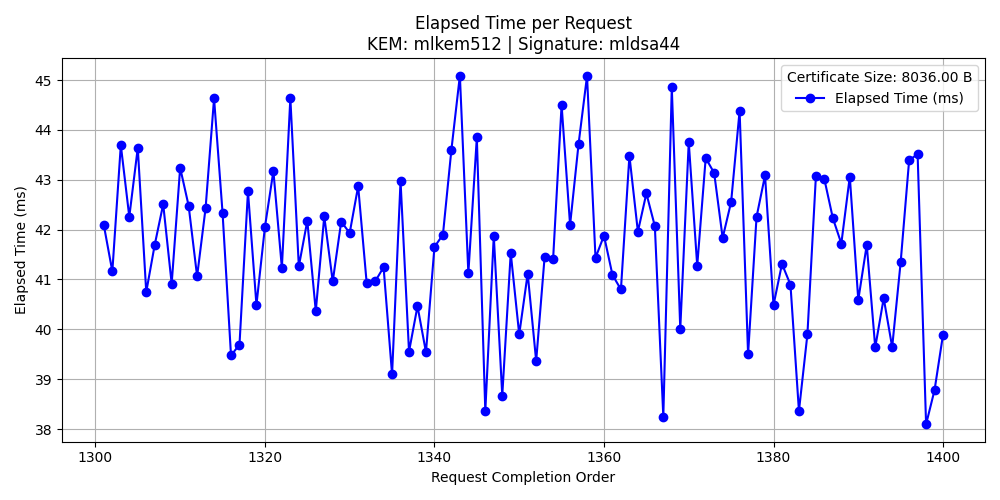 Elapsed Time per Request
KEM: mlkem512 | Signature: mldsa44
Certificate Size: 8036.00 B
Elapsed Time (ms)
Elapsed Time (ms)
45
44
43
42
41
40
39
38
1300
1320
1340
1360
1380
1400
Request Completion Order